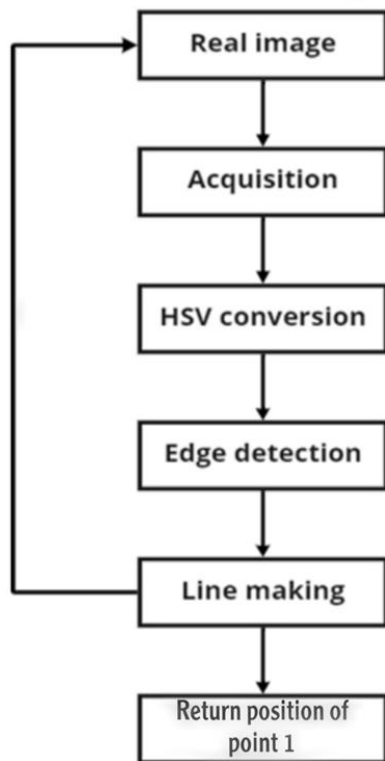 Real image
Acquisition
HSV conversion
Edge detection
Line making
Return position of
point 1